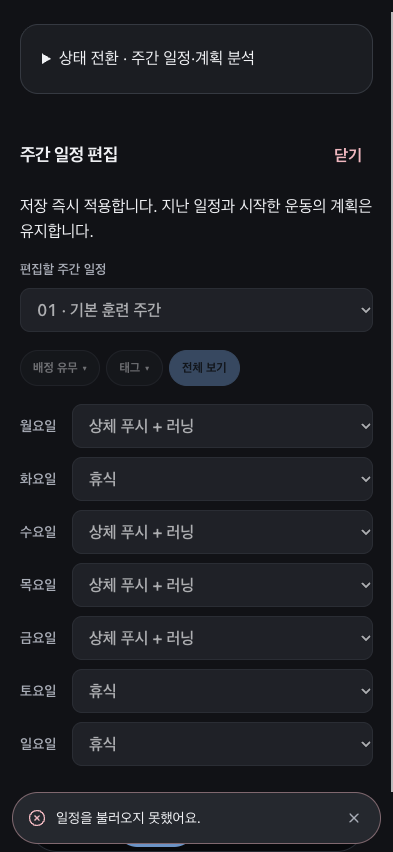 ▶ 상태 전환 · 주간 일정·계획 분석
주간 일정 편집
닫기
저장 즉시 적용합니다. 지난 일정과 시작한 운동의 계획은
유지합니다.
편집할 주간 일정
01 · 기본 훈련 주간
배정 유무 ▾
태그 ▾
전체 보기
월요일
상체 푸시 + 러닝
화요일
휴식
수요일
상체 푸시 + 러닝
목요일
상체 푸시 + 러닝
금요일
상체 푸시 + 러닝
토요일
휴식
일요일
휴식
일정을 불러오지 못했어요.